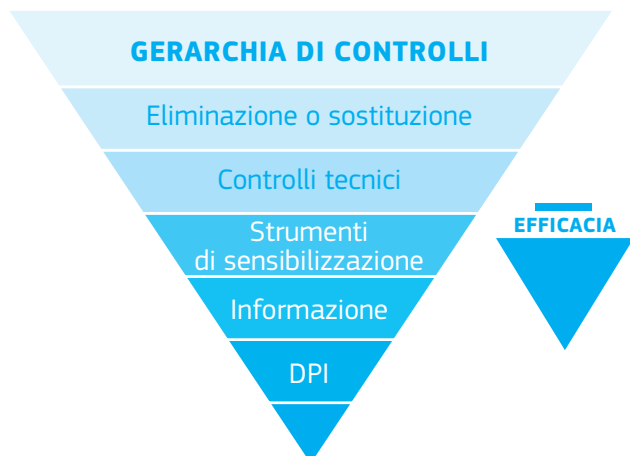 GERARCHIA DI CONTROLLI
Eliminazione o sostituzione
Controlli tecnici
Strumenti
di sensibilizzazione
EFFICACIA
Informazione
DPI